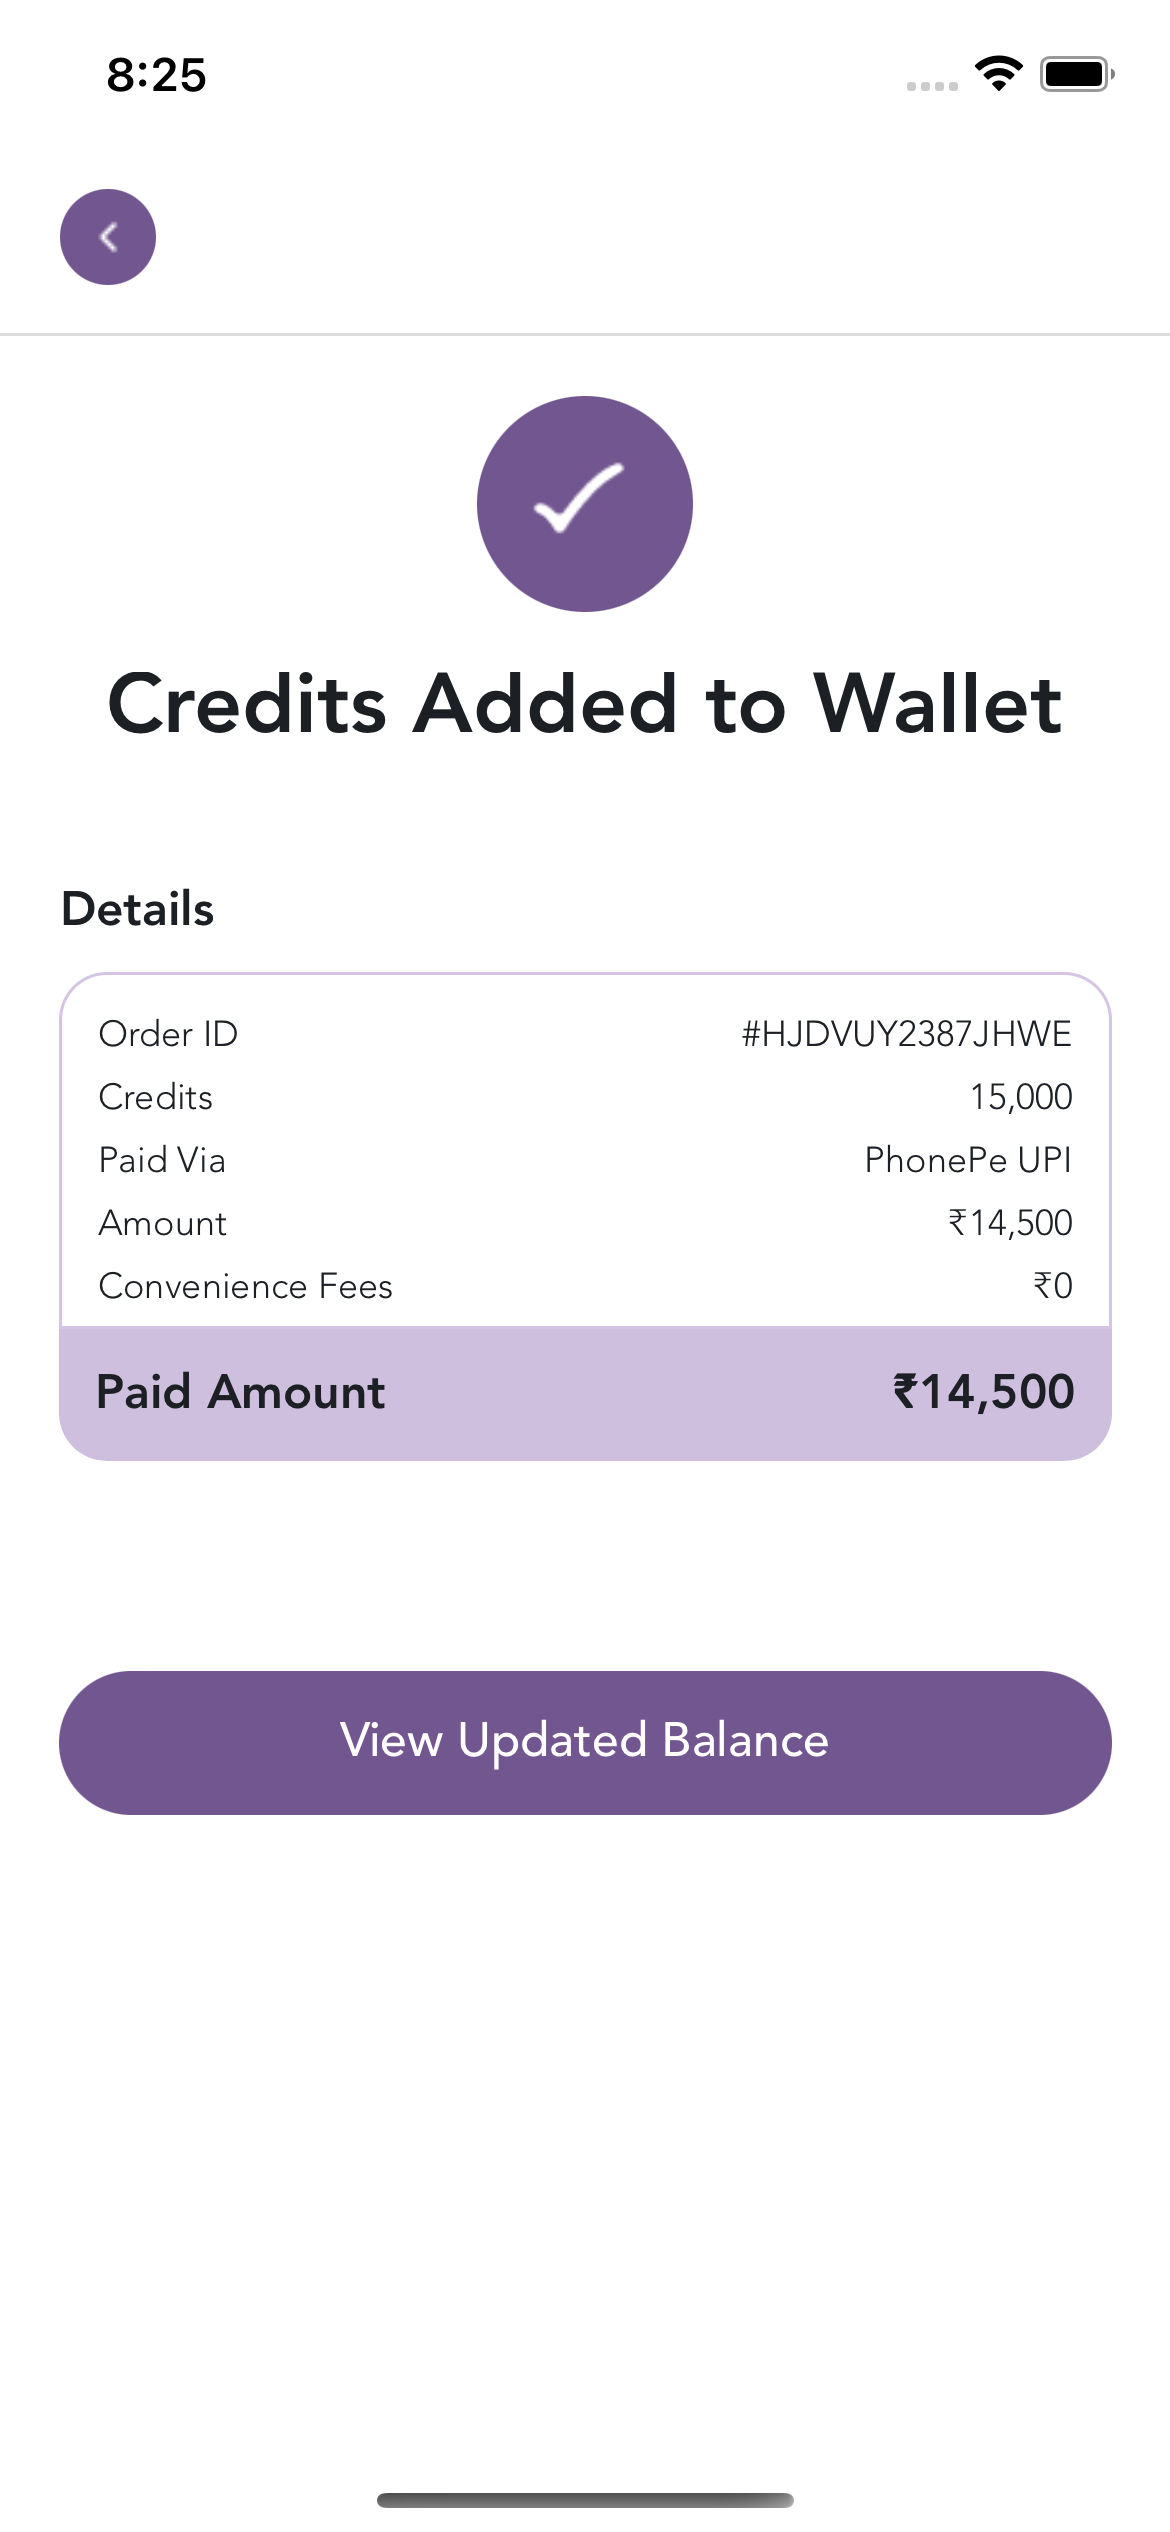 8:25
Credits Added to Wallet
Details
Order ID #HJDVUY2387JHWE
Credits 15,000
Paid Via PhonePe UPI
Amount ₹14,500
Convenience Fees ₹0
Paid Amount ₹14,500
View Updated Balance